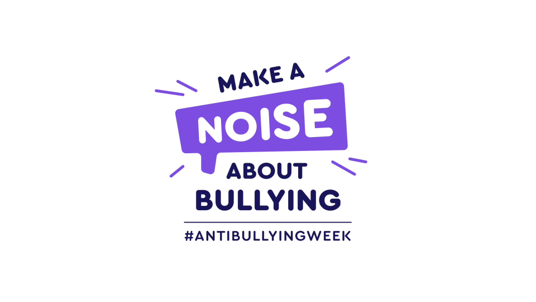 MAKE A
NOISE
ABOUT
BULLYING
#ANTIBULLYINGWEEK